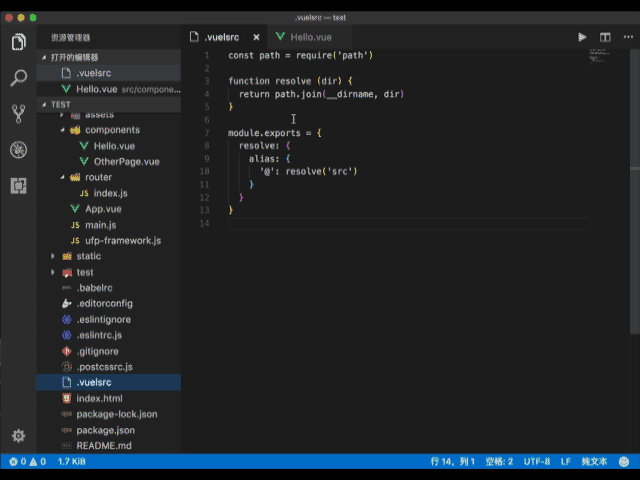 .vuelsrc — test
资源管理器
.vuelsrc
Hello.vue
打开的编辑器
.vuelsrc
Hello.vue src/compone...
TEST
assets
components
Hello.vue
OtherPage.vue
router
JS index.js
App.vue
JS main.js
JS ufp-framework.js
static
test
.babelrc
.editorconfig
.eslintignore
.eslintrc.js
.gitignore
.postcssrc.js
.vuelsrc
index.html
package-lock.json
package.json
README.md
1 const path = require('path')
2
3 function resolve (dir) {
4 return path.join(__dirname, dir)
5 }
6
7 module.exports = {
8 resolve: {
9 alias: {
10 '@': resolve('src')
11 }
12 }
13 }
14
0 0 1.7 KiB 行 14，列 1 空格: 2 UTF-8 LF 纯文本